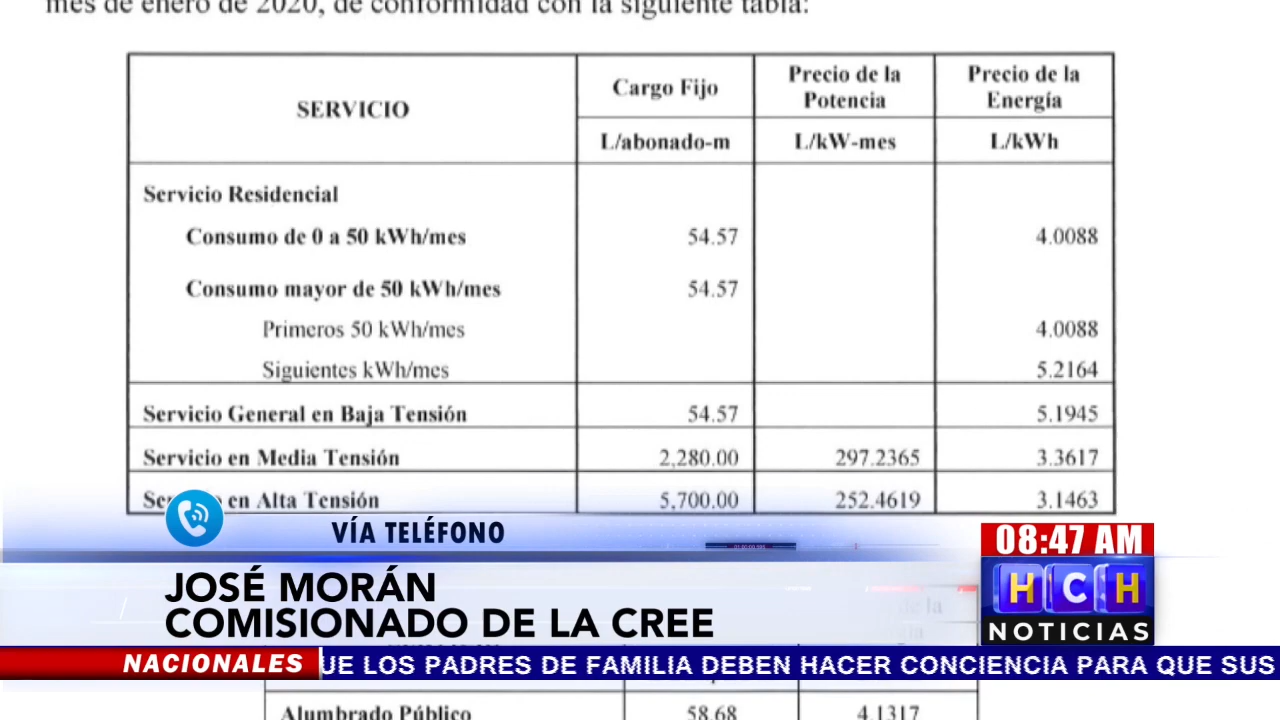 mes de enero de 2020, de conformidad con la siguiente tabla:
SERVICIO
Cargo Fijo
Precio de la
Potencia
Precio de la
Energía
L/abonado-m
L/kW-mes
L/kWh
Servicio Residencial
Consumo de 0 a 50 kWh/mes 54.57 4.0088
Consumo mayor de 50 kWh/mes 54.57
Primeros 50 kWh/mes 4.0088
Siguientes kWh/mes 5.2164
Servicio General en Baja Tensión 54.57 5.1945
Servicio en Media Tensión 2,280.00 297.2365 3.3617
en Alta Tensión 5,700.00 252.4619 3.1463
VÍA TELÉFONO
08:47 AM
JOSÉ MORÁN
COMISIONADO DE LA CREE
HCH
NOTICIAS
NACIONALES UE LOS PADRES DE FAMILIA DEBEN HACER CONCIENCIA PARA QUE SUS
Alumbrado Público 58.68 4.1317